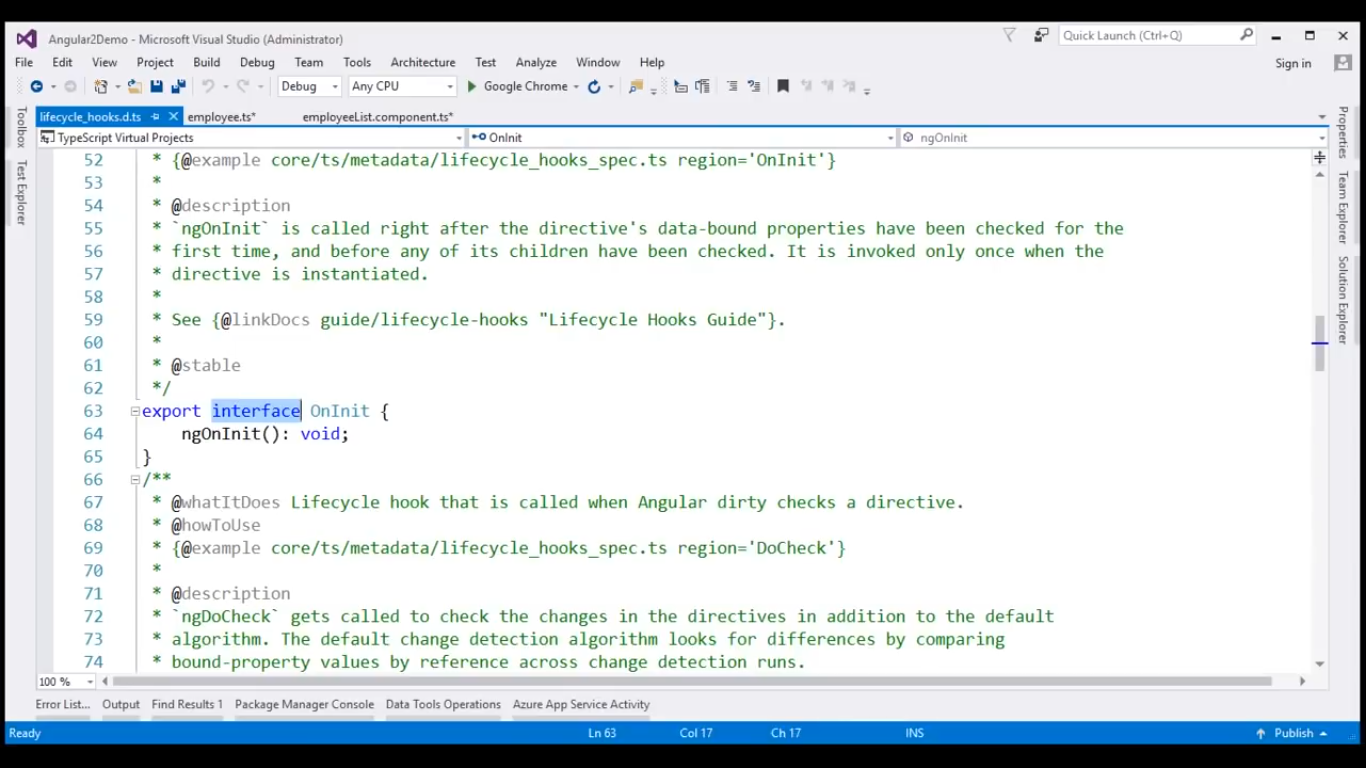 Angular2Demo - Microsoft Visual Studio (Administrator)
Quick Launch (Ctrl+Q)
File Edit View Project Build Debug Team Tools Architecture Test Analyze Window Help
Sign in
Debug Any CPU Google Chrome
lifecycle_hooks.d.ts employee.ts* employeeList.component.ts*
TypeScript Virtual Projects OnInit ngOnInit
Toolbox
Test Explorer
52 * {@example core/ts/metadata/lifecycle_hooks_spec.ts region='OnInit'}
53 *
54 * @description
55 * `ngOnInit` is called right after the directive's data-bound properties have been checked for the
56 * first time, and before any of its children have been checked. It is invoked only once when the
57 * directive is instantiated.
58 *
59 * See {@linkDocs guide/lifecycle-hooks "Lifecycle Hooks Guide"}.
60 *
61 * @stable
62 */
63 export interface OnInit {
64 ngOnInit(): void;
65 }
66 /**
67 * @whatItDoes Lifecycle hook that is called when Angular dirty checks a directive.
68 * @howToUse
69 * {@example core/ts/metadata/lifecycle_hooks_spec.ts region='DoCheck'}
70 *
71 * @description
72 * `ngDoCheck` gets called to check the changes in the directives in addition to the default
73 * algorithm. The default change detection algorithm looks for differences by comparing
74 * bound-property values by reference across change detection runs.
Properties
Team Explorer
Solution Explorer
100 %
Error List... Output Find Results 1 Package Manager Console Data Tools Operations Azure App Service Activity
Ready Ln 63 Col 17 Ch 17 INS Publish